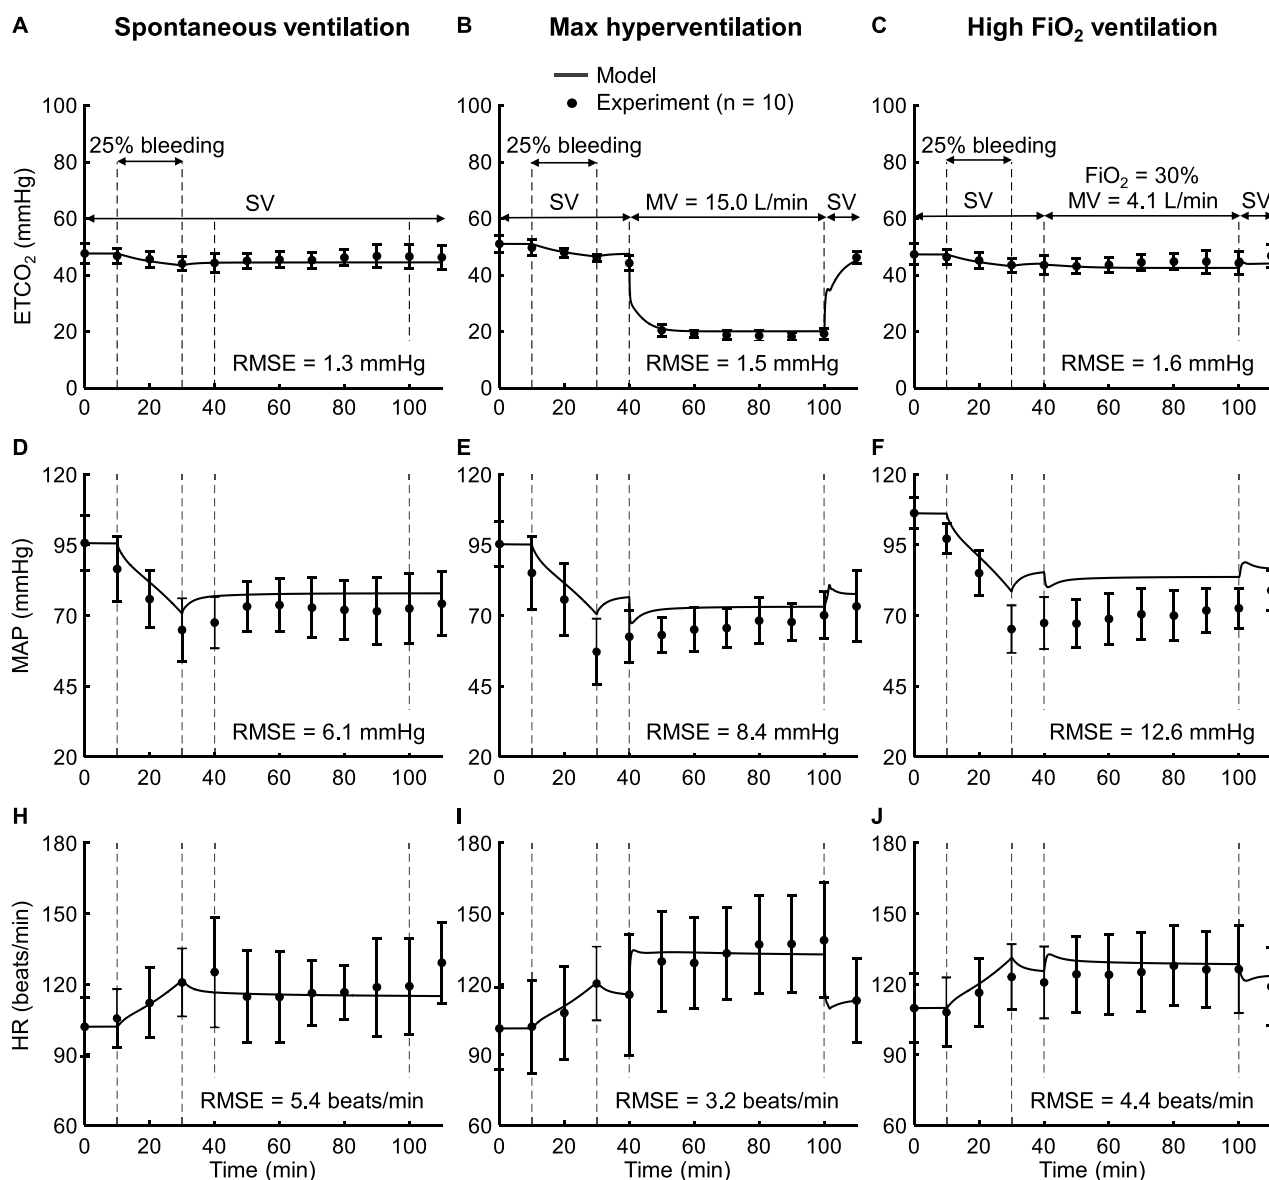 A Spontaneous ventilation
B Max hyperventilation
C High FiO2 ventilation
Model
Experiment (n = 10)
ETCO2 (mmHg)
100
80
60
40
20
0
25% bleeding
SV
RMSE = 1.3 mmHg
0 20 40 60 80 100
100
80
60
40
20
0
25% bleeding
SV MV = 15.0 L/min SV
RMSE = 1.5 mmHg
0 20 40 60 80 100
100
80
60
40
20
0
25% bleeding
FiO2 = 30%
SV MV = 4.1 L/min SV
RMSE = 1.6 mmHg
0 20 40 60 80 100
D
MAP (mmHg)
120
95
70
45
20
RMSE = 6.1 mmHg
0 20 40 60 80 100
E
120
95
70
45
20
RMSE = 8.4 mmHg
0 20 40 60 80 100
F
120
95
70
45
20
RMSE = 12.6 mmHg
0 20 40 60 80 100
H
HR (beats/min)
180
150
120
90
60
RMSE = 5.4 beats/min
0 20 40 60 80 100
Time (min)
I
180
150
120
90
60
RMSE = 3.2 beats/min
0 20 40 60 80 100
Time (min)
J
180
150
120
90
60
RMSE = 4.4 beats/min
0 20 40 60 80 100
Time (min)